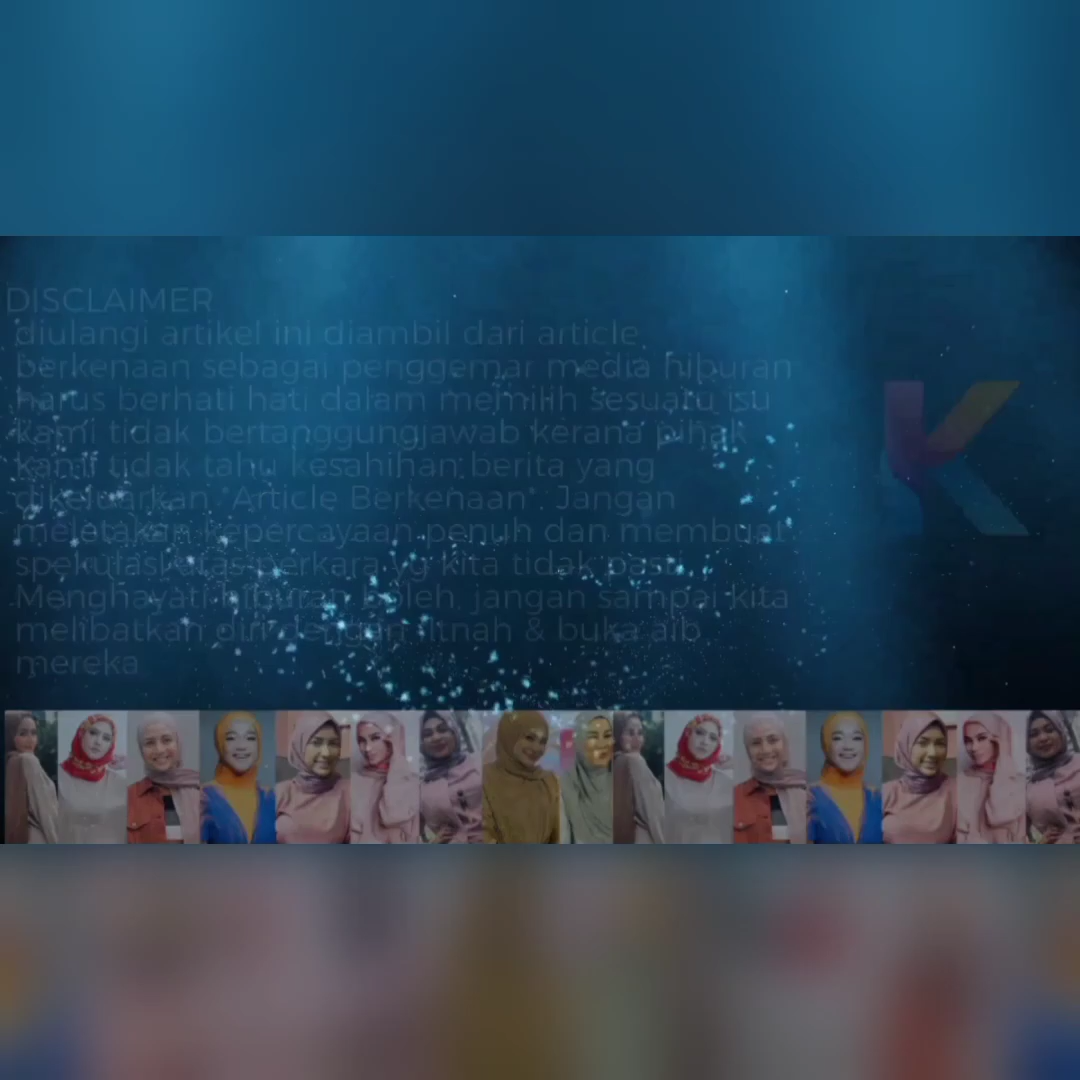 DISCLAIMER
diulangi artikel ini diambil dari article
berkenaan sebagai penggemar media hiburan
harus berhati hati dalam memilih sesuatu isu
kami tidak bertanggungjawab kerana pihak
kami tidak tahu kesahihan berita yang
dikeluarkan "Article Berkenaan". Jangan
meletakan kepercayaan penuh dan membuat
spekulasi atas perkara yg kita tidak pasti
Menghayati hiburan boleh, jangan sampai kita
melibatkan diri dengan fitnah & buka aib
mereka
K